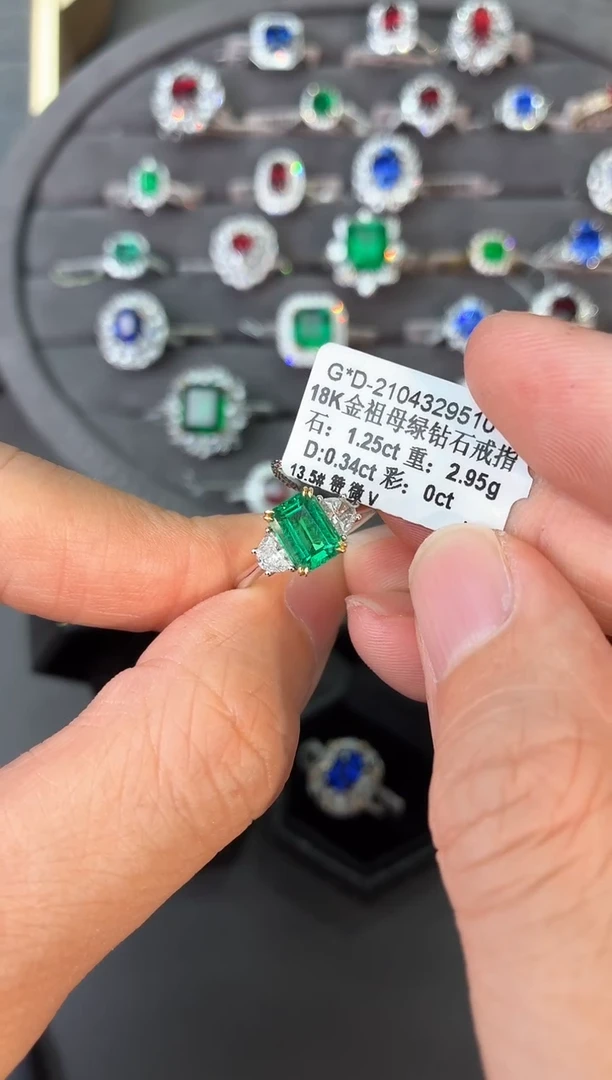 G*D-2104329510
18K金祖母绿钻石戒指
石: 1.25ct 重: 2.95g
D:0.34ct 彩: 0ct
13.5# V